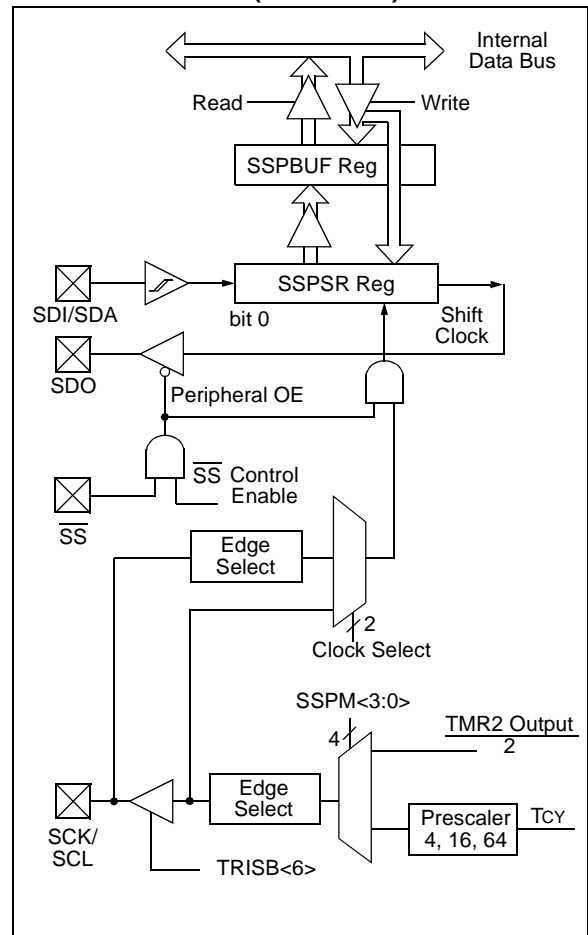 Internal
Data Bus
Read
Write
SSPBUF Reg
SSPSR Reg
SDI/SDA
bit 0
Shift
Clock
SDO
Peripheral OE
SS Control
Enable
SS
Edge
Select
2
Clock Select
SSPM<3:0>
TMR2 Output
2
4
Edge
Select
Prescaler
4, 16, 64
TCY
SCK/
SCL
TRISB<6>